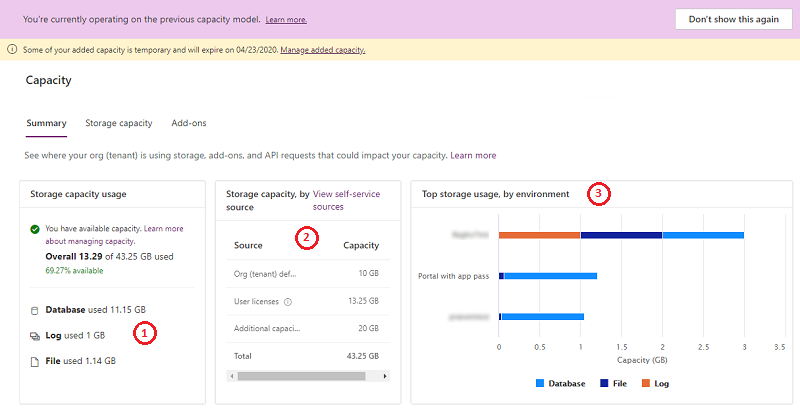 You're currently operating on the previous capacity model. Learn more.
Don't show this again
Some of your added capacity is temporary and will expire on 04/23/2020. Manage added capacity.
Capacity
Summary
Storage capacity
Add-ons
See where your org (tenant) is using storage, add-ons, and API requests that could impact your capacity. Learn more
Storage capacity usage
You have available capacity. Learn more
about managing capacity.
Overall 13.29 of 43.25 GB used
69.27% available
Database used 11.15 GB
Log used 1 GB
File used 1.14 GB
1
Storage capacity, by
source
View self-service
sources
2
Source Capacity
Org (tenant) def... 10 GB
User licenses 13.25 GB
Additional capaci... 20 GB
Total 43.25 GB
Top storage usage, by environment
3
Portal with app pass
0 0.5 1 1.5 2 2.5 3 3.5
Capacity (GB)
Database File Log